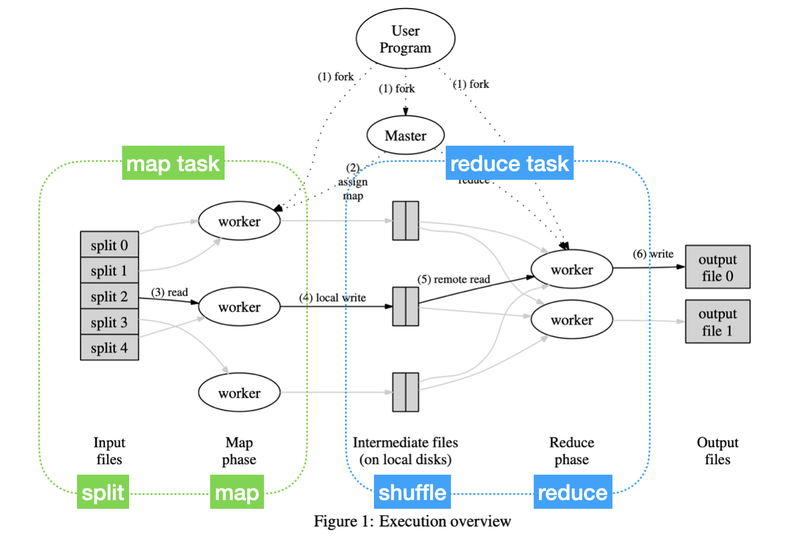 User
Program
(1) fork
(1) fork
(1) fork
Master
map task
reduce task
(2)
assign
map
reduce
worker
split 0
split 1
split 2
split 3
split 4
(3) read
worker
(4) local write
worker
(5) remote read
worker
worker
(6) write
output
file 0
output
file 1
Input
files
Map
phase
Intermediate files
(on local disks)
Reduce
phase
Output
files
split
map
shuffle
reduce
Figure 1: Execution overview